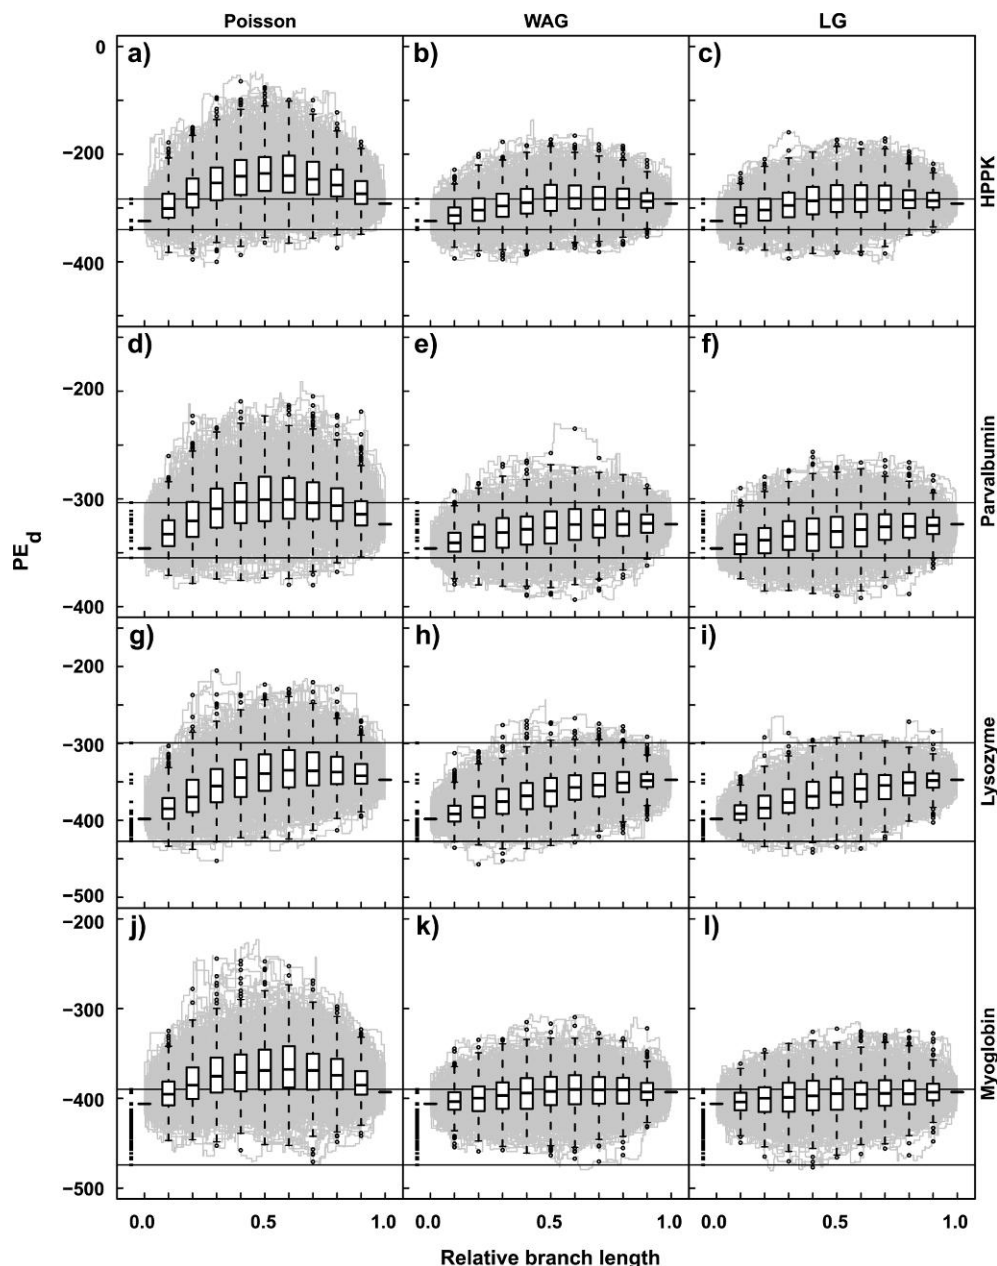 Poisson WAG LG
a) b) c)
0
−200
−400
HPPK
d) e) f)
−200
−300
−400
Parvalbumin
PEd
g) h) i)
−200
−300
−400
−500
Lysozyme
j) k) l)
−200
−300
−400
−500
Myoglobin
0.0 0.5 1.0 0.0 0.5 1.0 0.0 0.5 1.0
Relative branch length